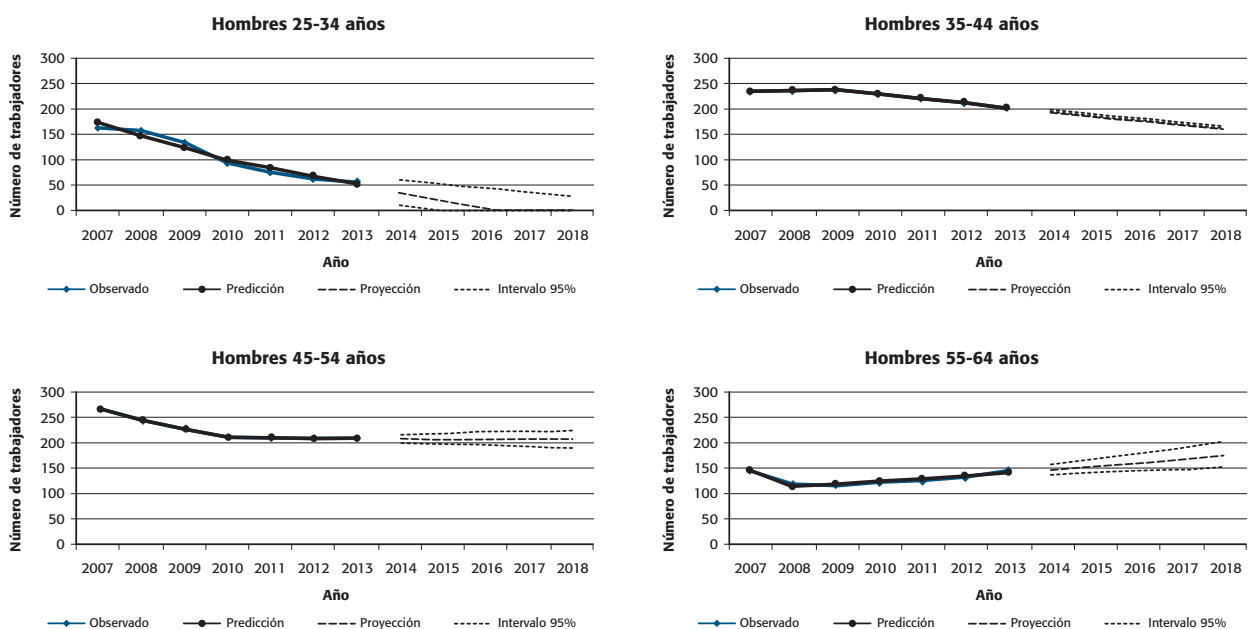 Hombres 25-34 años
Número de trabajadores
300
250
200
150
100
50
0
2007 2008 2009 2010 2011 2012 2013 2014 2015 2016 2017 2018
Año
Observado Predicción Proyección Intervalo 95%
Hombres 35-44 años
Número de trabajadores
300
250
200
150
100
50
0
2007 2008 2009 2010 2011 2012 2013 2014 2015 2016 2017 2018
Año
Observado Predicción Proyección Intervalo 95%
Hombres 45-54 años
Número de trabajadores
300
250
200
150
100
50
0
2007 2008 2009 2010 2011 2012 2013 2014 2015 2016 2017 2018
Año
Observado Predicción Proyección Intervalo 95%
Hombres 55-64 años
Número de trabajadores
300
250
200
150
100
50
0
2007 2008 2009 2010 2011 2012 2013 2014 2015 2016 2017 2018
Año
Observado Predicción Proyección Intervalo 95%